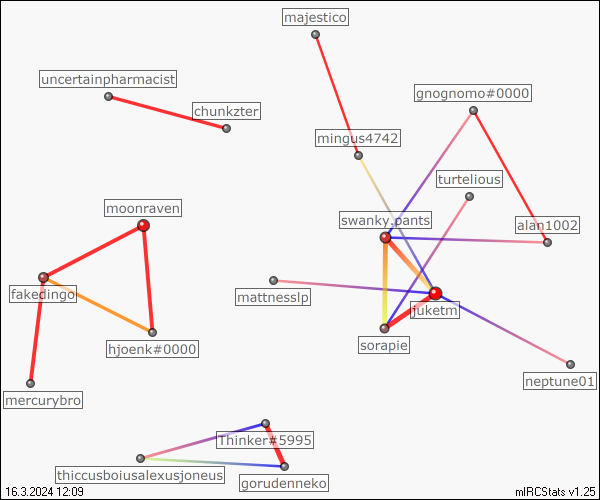 majestico
uncertainpharmacist
gnognomo#0000
chunkzter
mingus4742
turtelious
moonraven
swanky.pants
alan1002
fakedingo
mattnesslp
juketm
hjoenk#0000
sorapie
neptune01
mercurybro
Thinker#5995
thiccusboiusalexusjoneus
gorudenneko
16.3.2024 12:09
mIRCStats v1.25